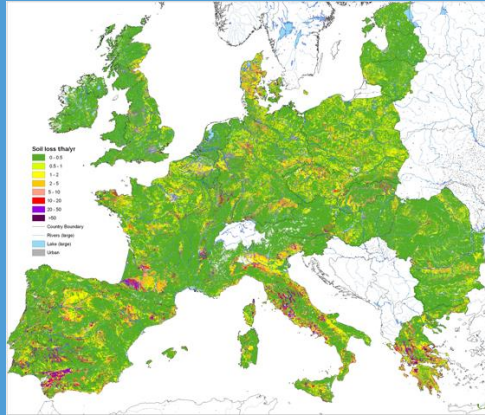 Soil loss t/ha/yr
0 - 0.5
0.5 - 1
1 - 2
2 - 5
5 - 10
10 - 20
20 - 50
>50
Country Boundary
Rivers (large)
Lake (large)
Urban